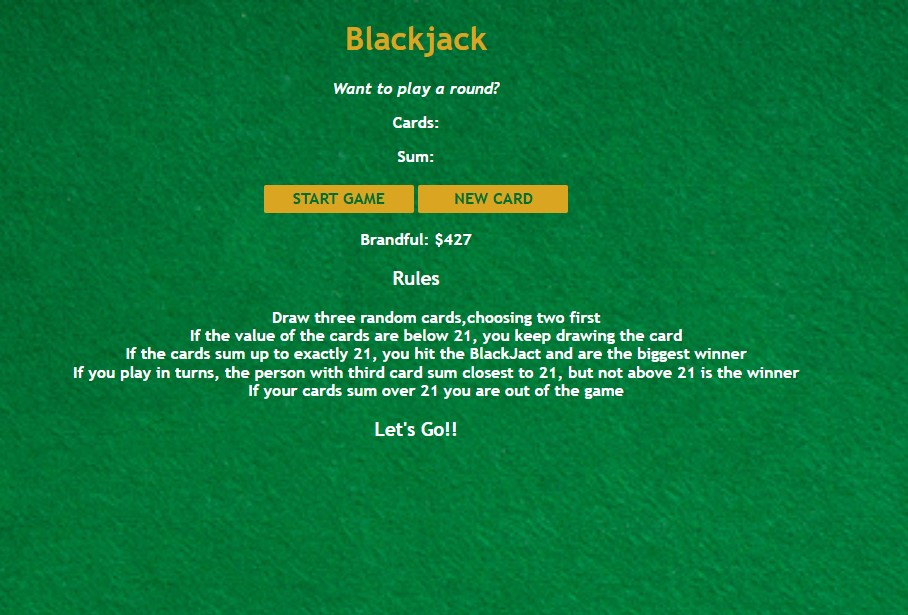 Blackjack
Want to play a round?
Cards:
Sum:
START GAME NEW CARD
Brandful: $427
Rules
Draw three random cards,choosing two first
If the value of the cards are below 21, you keep drawing the card
If the cards sum up to exactly 21, you hit the BlackJact and are the biggest winner
If you play in turns, the person with third card sum closest to 21, but not above 21 is the winner
If your cards sum over 21 you are out of the game
Let's Go!!